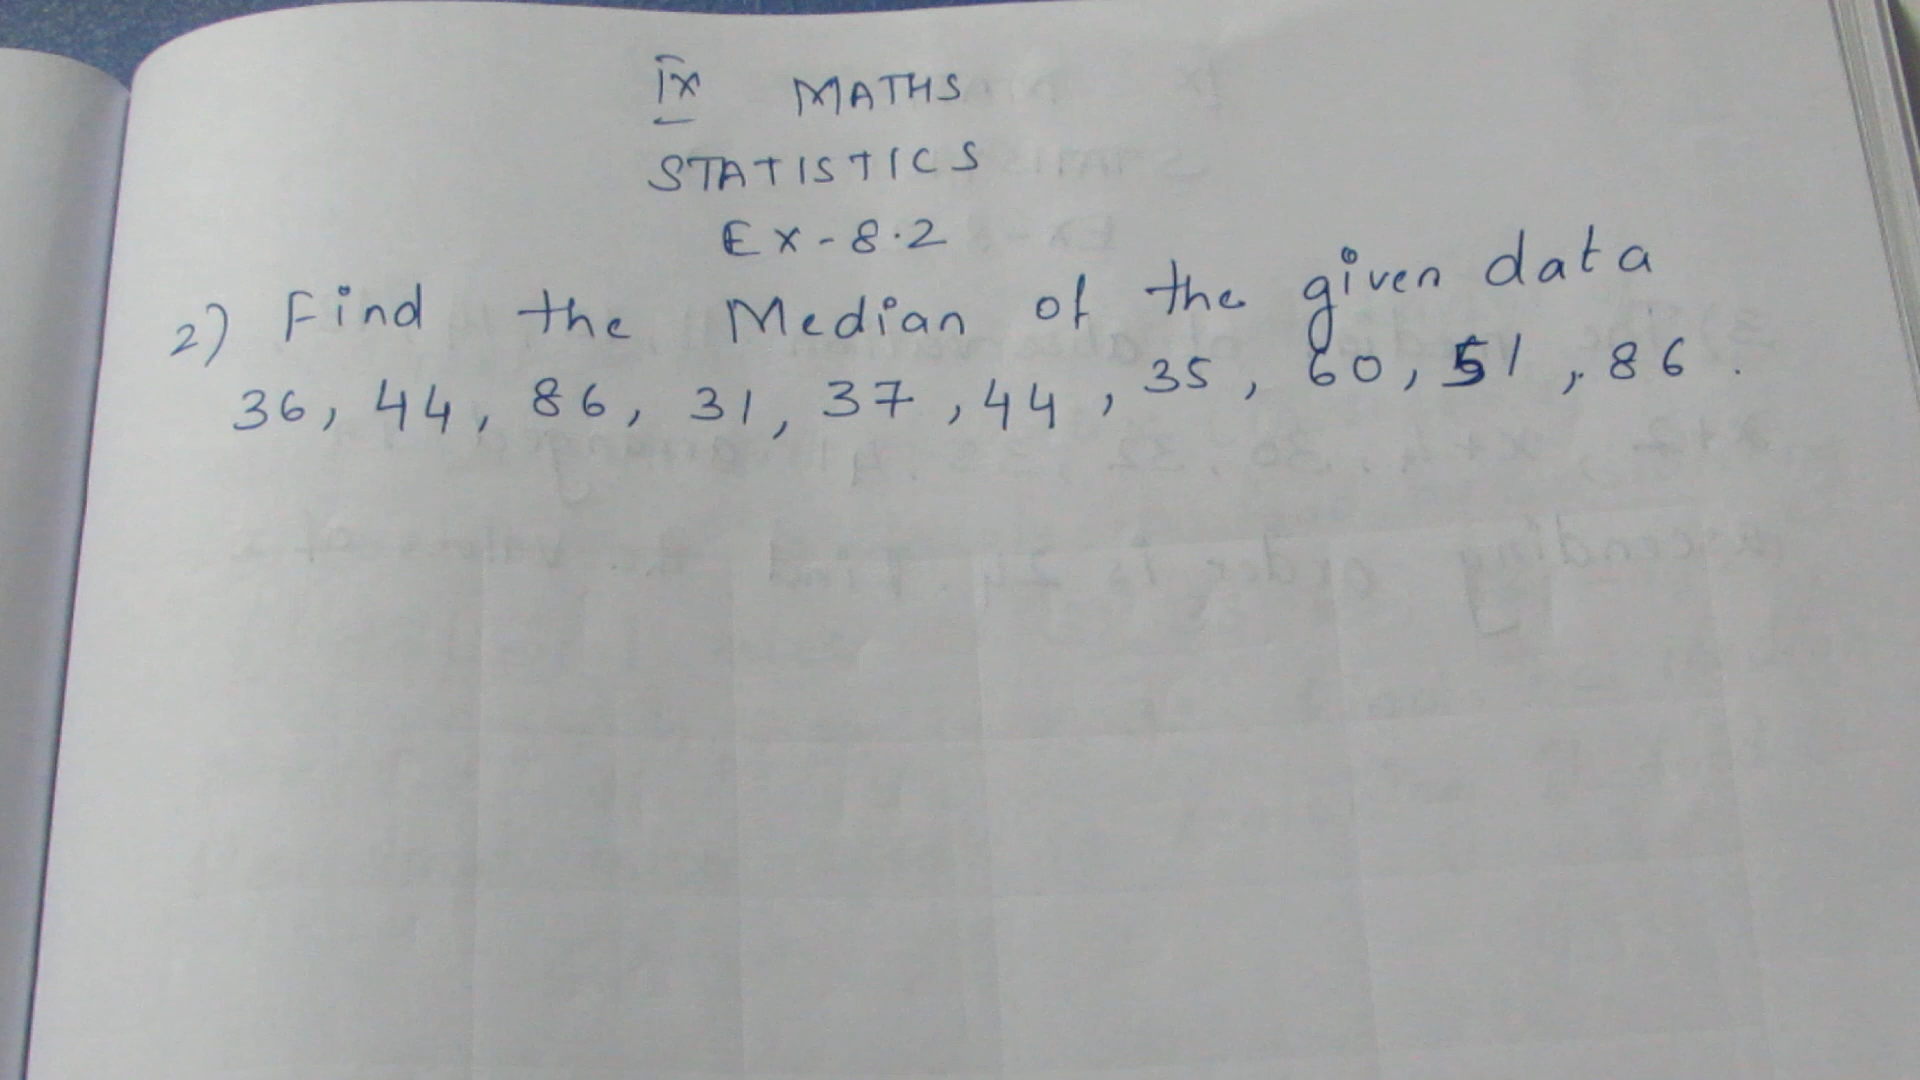 IX MATHS
STATISTICS
EX-8.2
2) Find the Median of the given data
36, 44, 86, 31, 37, 44, 35, 60, 51, 86.